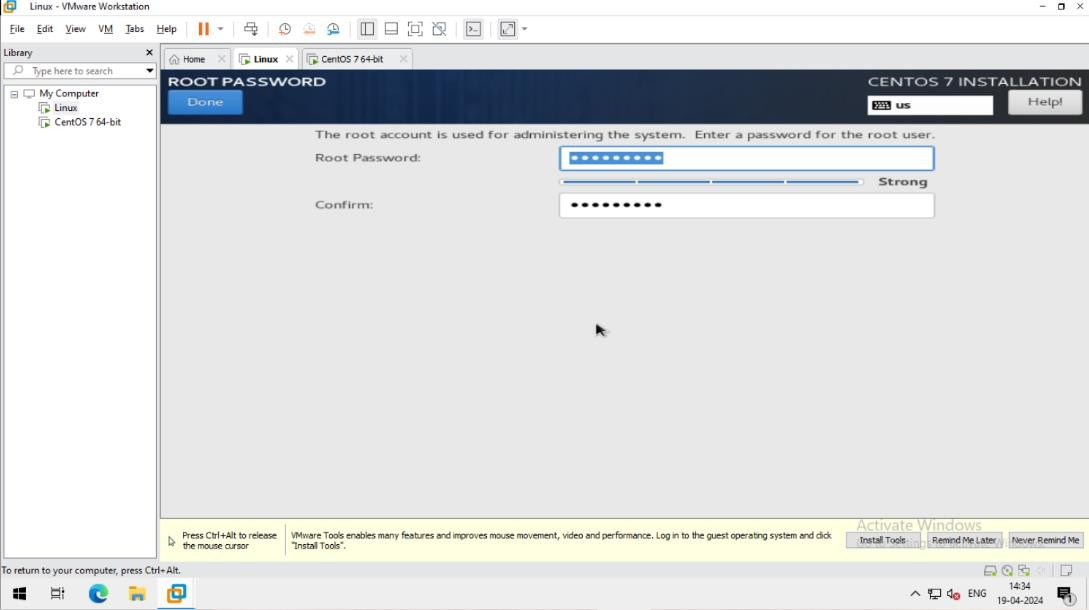 Linux - VMware Workstation
File Edit View VM Tabs Help
Library
Type here to search
My Computer
Linux
CentOS 7 64-bit
Home Linux CentOS 7 64-bit
ROOT PASSWORD
CENTOS 7 INSTALLATION
Done
us
Help!
The root account is used for administering the system. Enter a password for the root user.
Root Password: •••••••••
Strong
Confirm: •••••••••
Press Ctrl+Alt to release
the mouse cursor
VMware Tools enables many features and improves mouse movement, video and performance. Log in to the guest operating system and click
"Install Tools".
Activate Windows
Install Tools Remind Me Later Never Remind Me
To return to your computer, press Ctrl+Alt.
ENG
14:34
19-04-2024
1